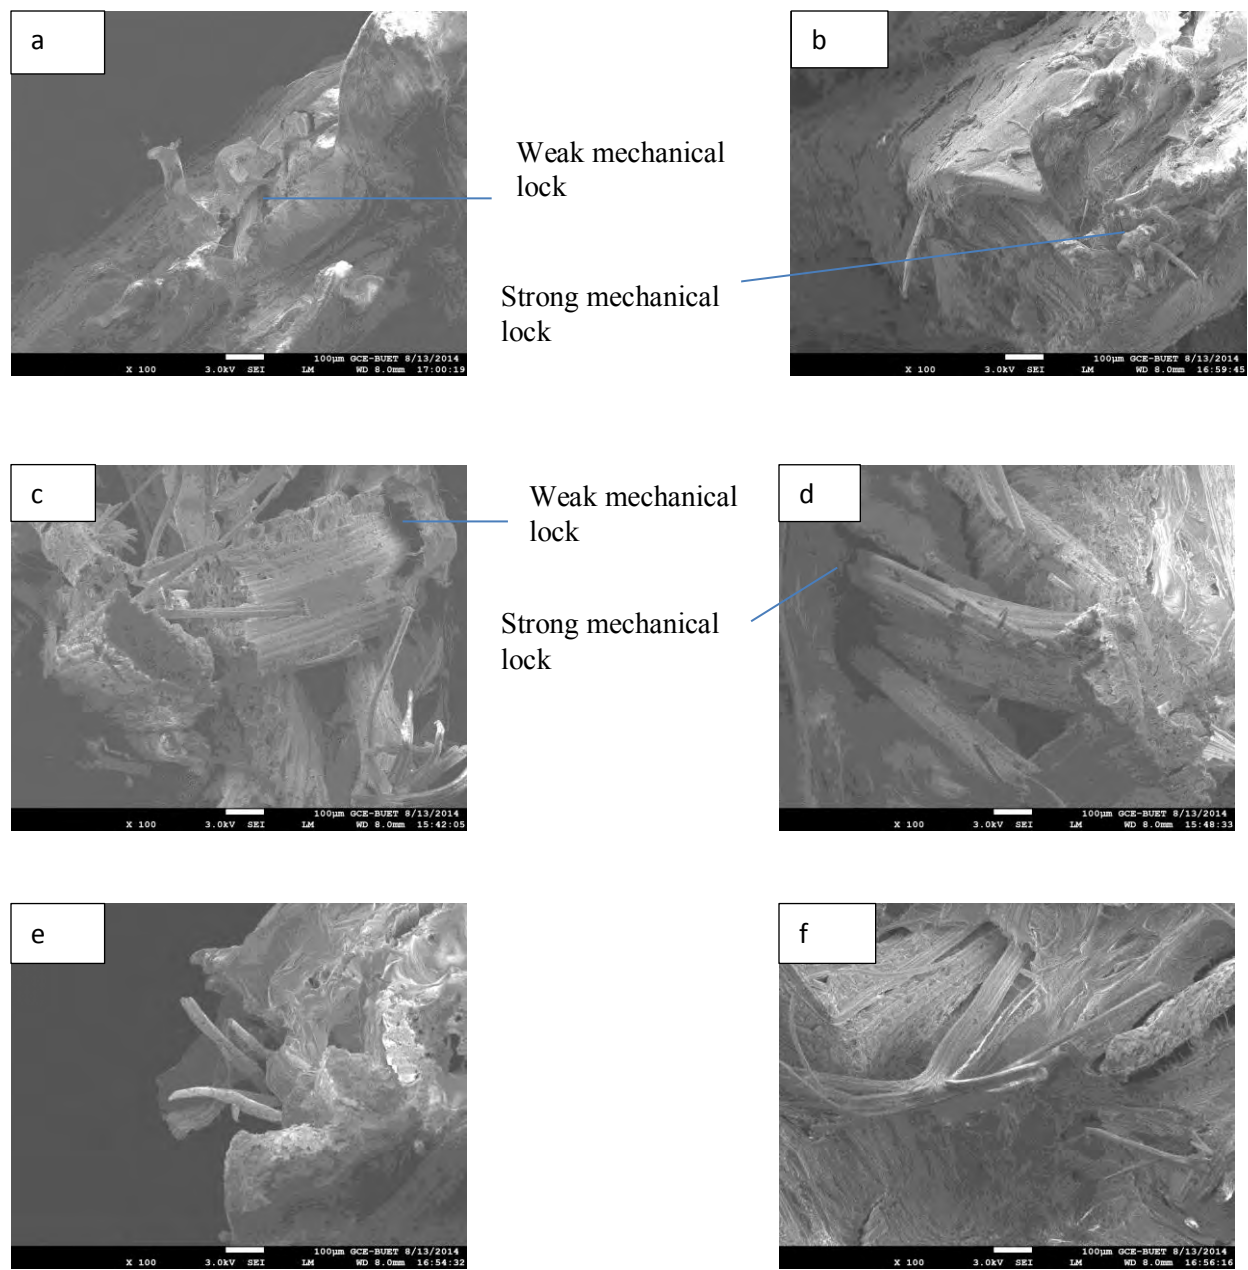 a
b
Weak mechanical
lock
Strong mechanical
lock
100µm GCE-BUET 8/13/2014
X 100 3.0kV SEI LM WD 8.0mm 17:00:19
100µm GCE-BUET 8/13/2014
X 100 3.0kV SEI LM WD 8.0mm 16:59:45
c
d
Weak mechanical
lock
Strong mechanical
lock
100µm GCE-BUET 8/13/2014
X 100 3.0kV SEI LM WD 8.0mm 15:42:05
100µm GCE-BUET 8/13/2014
X 100 3.0kV SEI LM WD 8.0mm 15:48:33
e
f
100µm GCE-BUET 8/13/2014
X 100 3.0kV SEI LM WD 8.0mm 16:54:32
100µm GCE-BUET 8/13/2014
X 100 3.0kV SEI LM WD 8.0mm 16:56:16